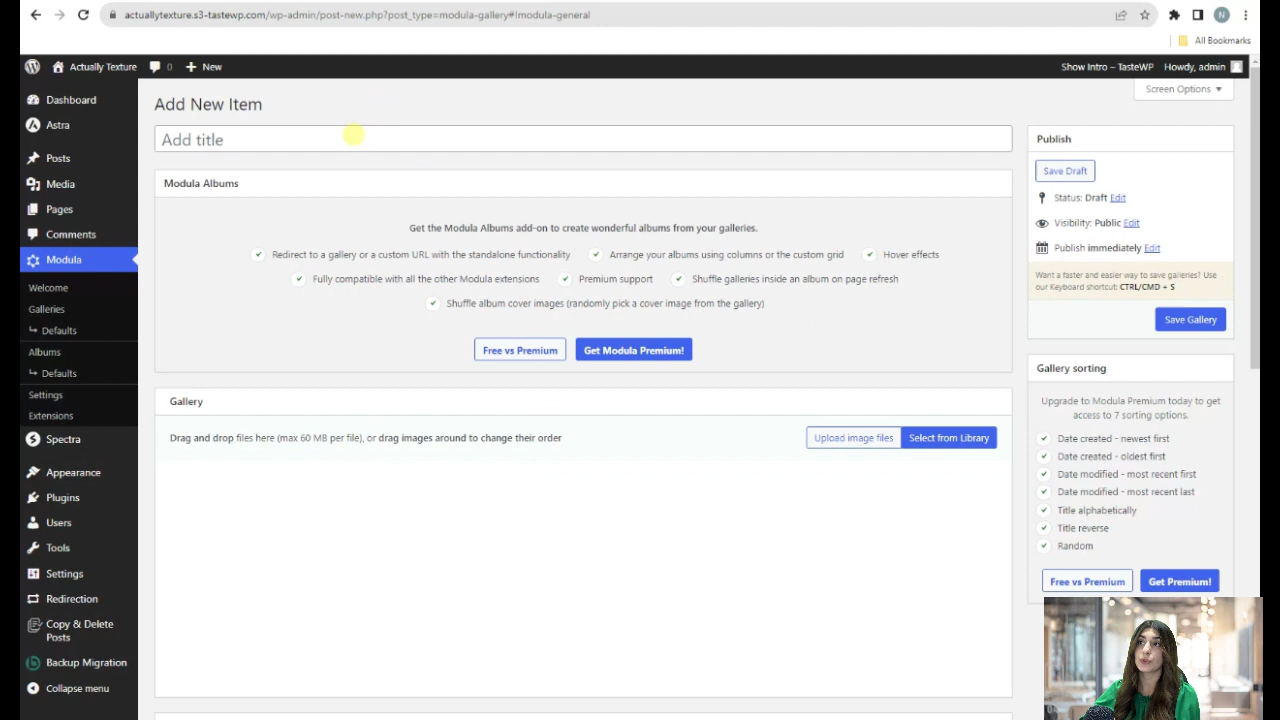 actuallytexture.s3-tastewp.com/wp-admin/post-new.php?post_type=modula-gallery#!modula-general
N
All Bookmarks
Actually Texture 0 New Show Intro – TasteWP Howdy, admin
Screen Options
Dashboard
Astra
Posts
Media
Pages
Comments
Modula
Welcome
Galleries
Defaults
Albums
Defaults
Settings
Extensions
Spectra
Appearance
Plugins
Users
Tools
Settings
Redirection
Copy & Delete
Posts
Backup Migration
Collapse menu
Add New Item
Add title
Modula Albums
Get the Modula Albums add-on to create wonderful albums from your galleries.
Redirect to a gallery or a custom URL with the standalone functionality Arrange your albums using columns or the custom grid Hover effects
Fully compatible with all the other Modula extensions Premium support Shuffle galleries inside an album on page refresh
Shuffle album cover images (randomly pick a cover image from the gallery)
Free vs Premium Get Modula Premium!
Gallery
Drag and drop files here (max 60 MB per file), or drag images around to change their order Upload image files Select from Library
Publish
Save Draft
Status: Draft Edit
Visibility: Public Edit
Publish immediately Edit
Want a faster and easier way to save galleries? Use
our Keyboard shortcut: CTRL/CMD + S
Save Gallery
Gallery sorting
Upgrade to Modula Premium today to get
access to 7 sorting options.
Date created - newest first
Date created - oldest first
Date modified - most recent first
Date modified - most recent last
Title alphabetically
Title reverse
Random
Free vs Premium Get Premium!